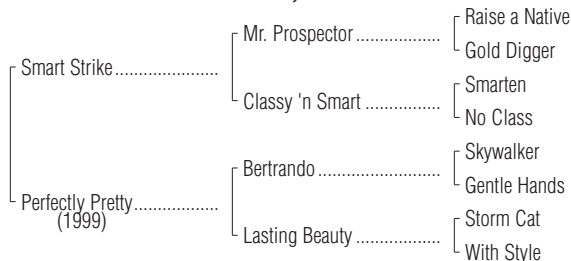 Raise a Native
Mr. Prospector ....................
Gold Digger
Smart Strike ........................
Smarten
Classy 'n Smart ..................
No Class
Skywalker
Bertrando .............................
Gentle Hands
Perfectly Pretty ....................
(1999)
Storm Cat
Lasting Beauty ....................
With Style